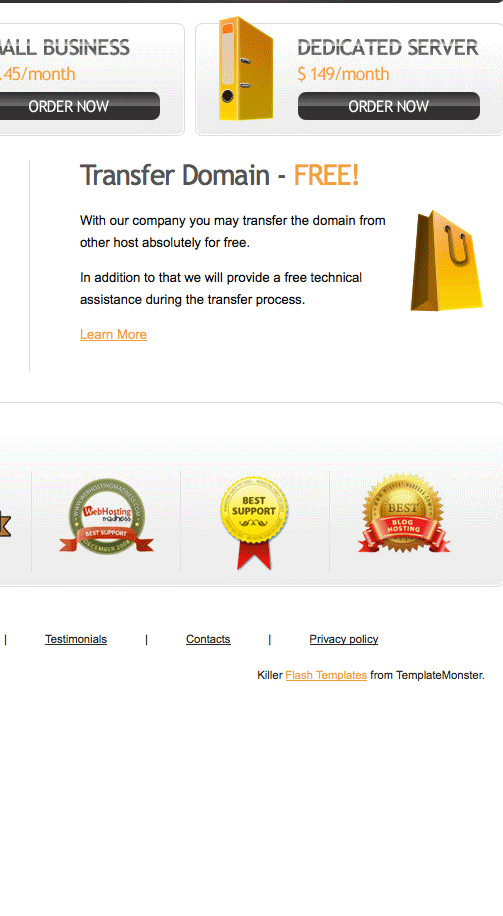 ALL BUSINESS
.45/month
ORDER NOW
DEDICATED SERVER
$ 149/month
ORDER NOW
Transfer Domain - FREE!
With our company you may transfer the domain from
other host absolutely for free.
In addition to that we will provide a free technical
assistance during the transfer process.
Learn More
WWW.WEBHOSTINGMADNESS.COM
WebHosting
madness
BEST SUPPORT
DECEMBER 2008
BEST
SUPPORT
BEST
BLOG
HOSTING
| Testimonials | Contacts | Privacy policy
Killer Flash Templates from TemplateMonster.